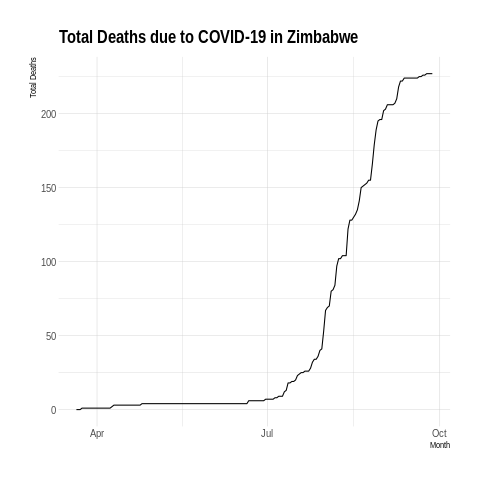 Total Deaths due to COVID-19 in Zimbabwe
Total Deaths
200
150
100
50
0
Apr
Jul
Oct
Month